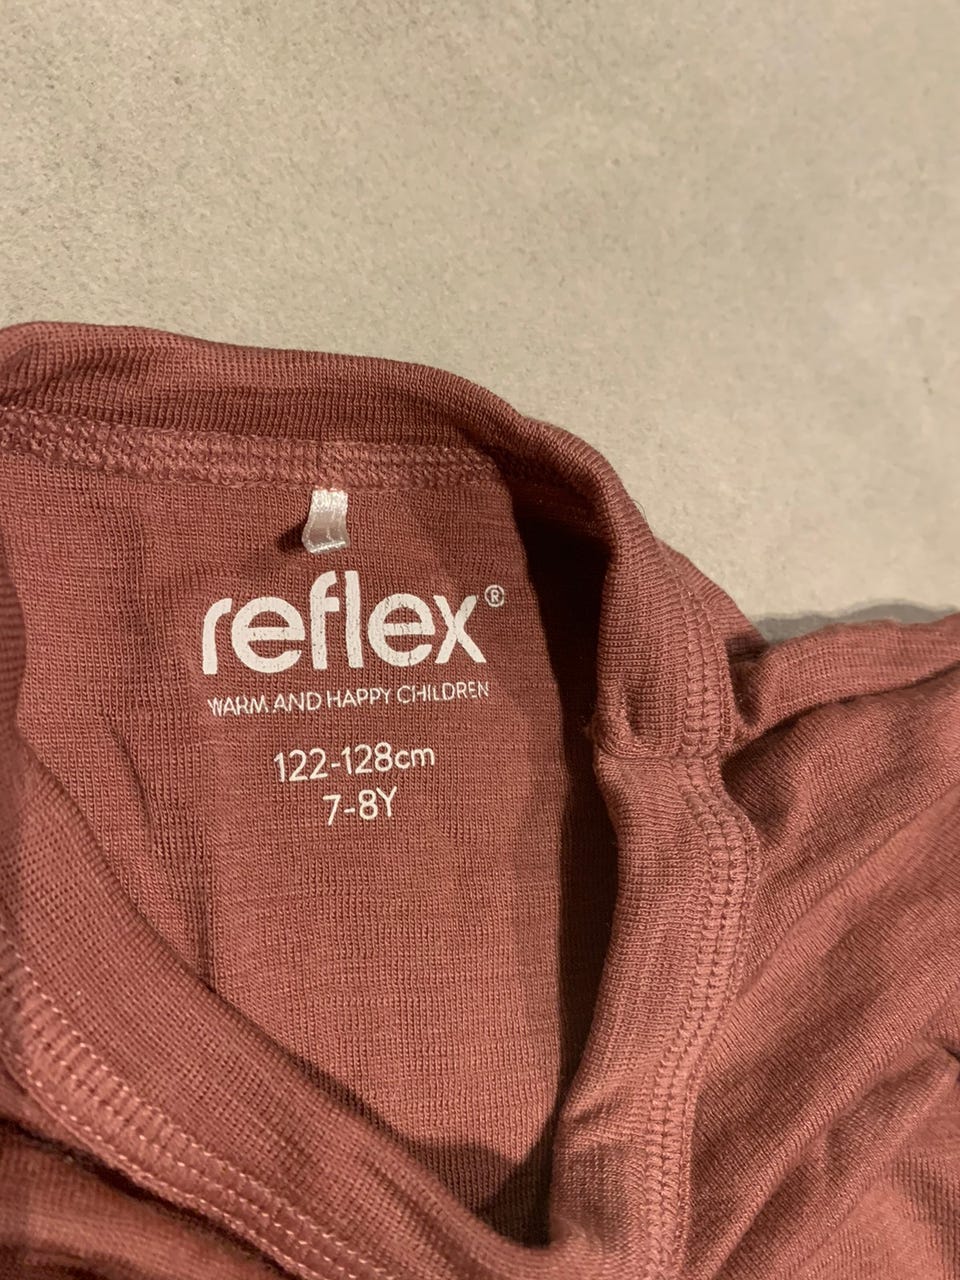 reflex®
WARM AND HAPPY CHILDREN
122-128cm
7-8Y